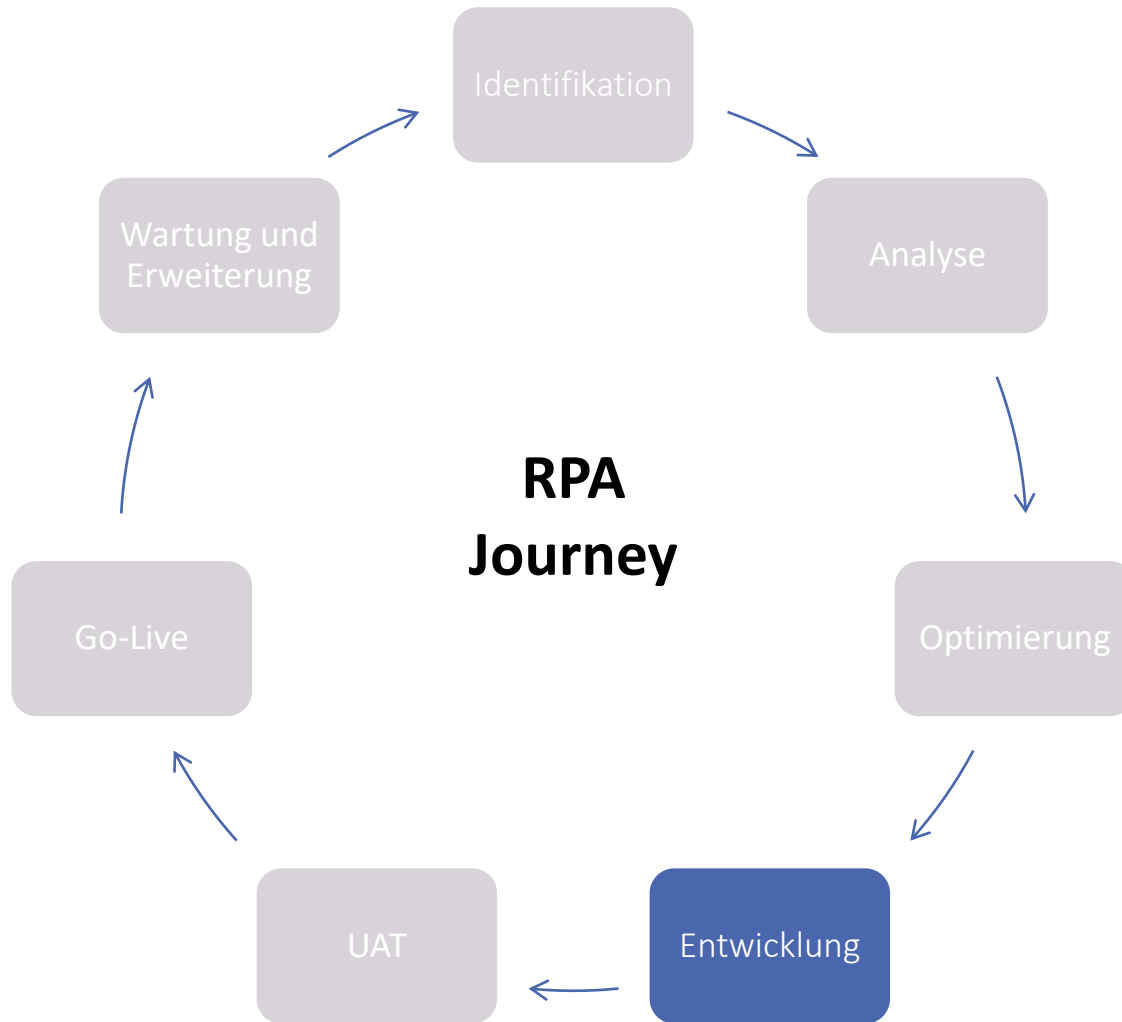 Identifikation
Analyse
Optimierung
Entwicklung
UAT
Go-Live
Wartung und
Erweiterung
RPA
Journey